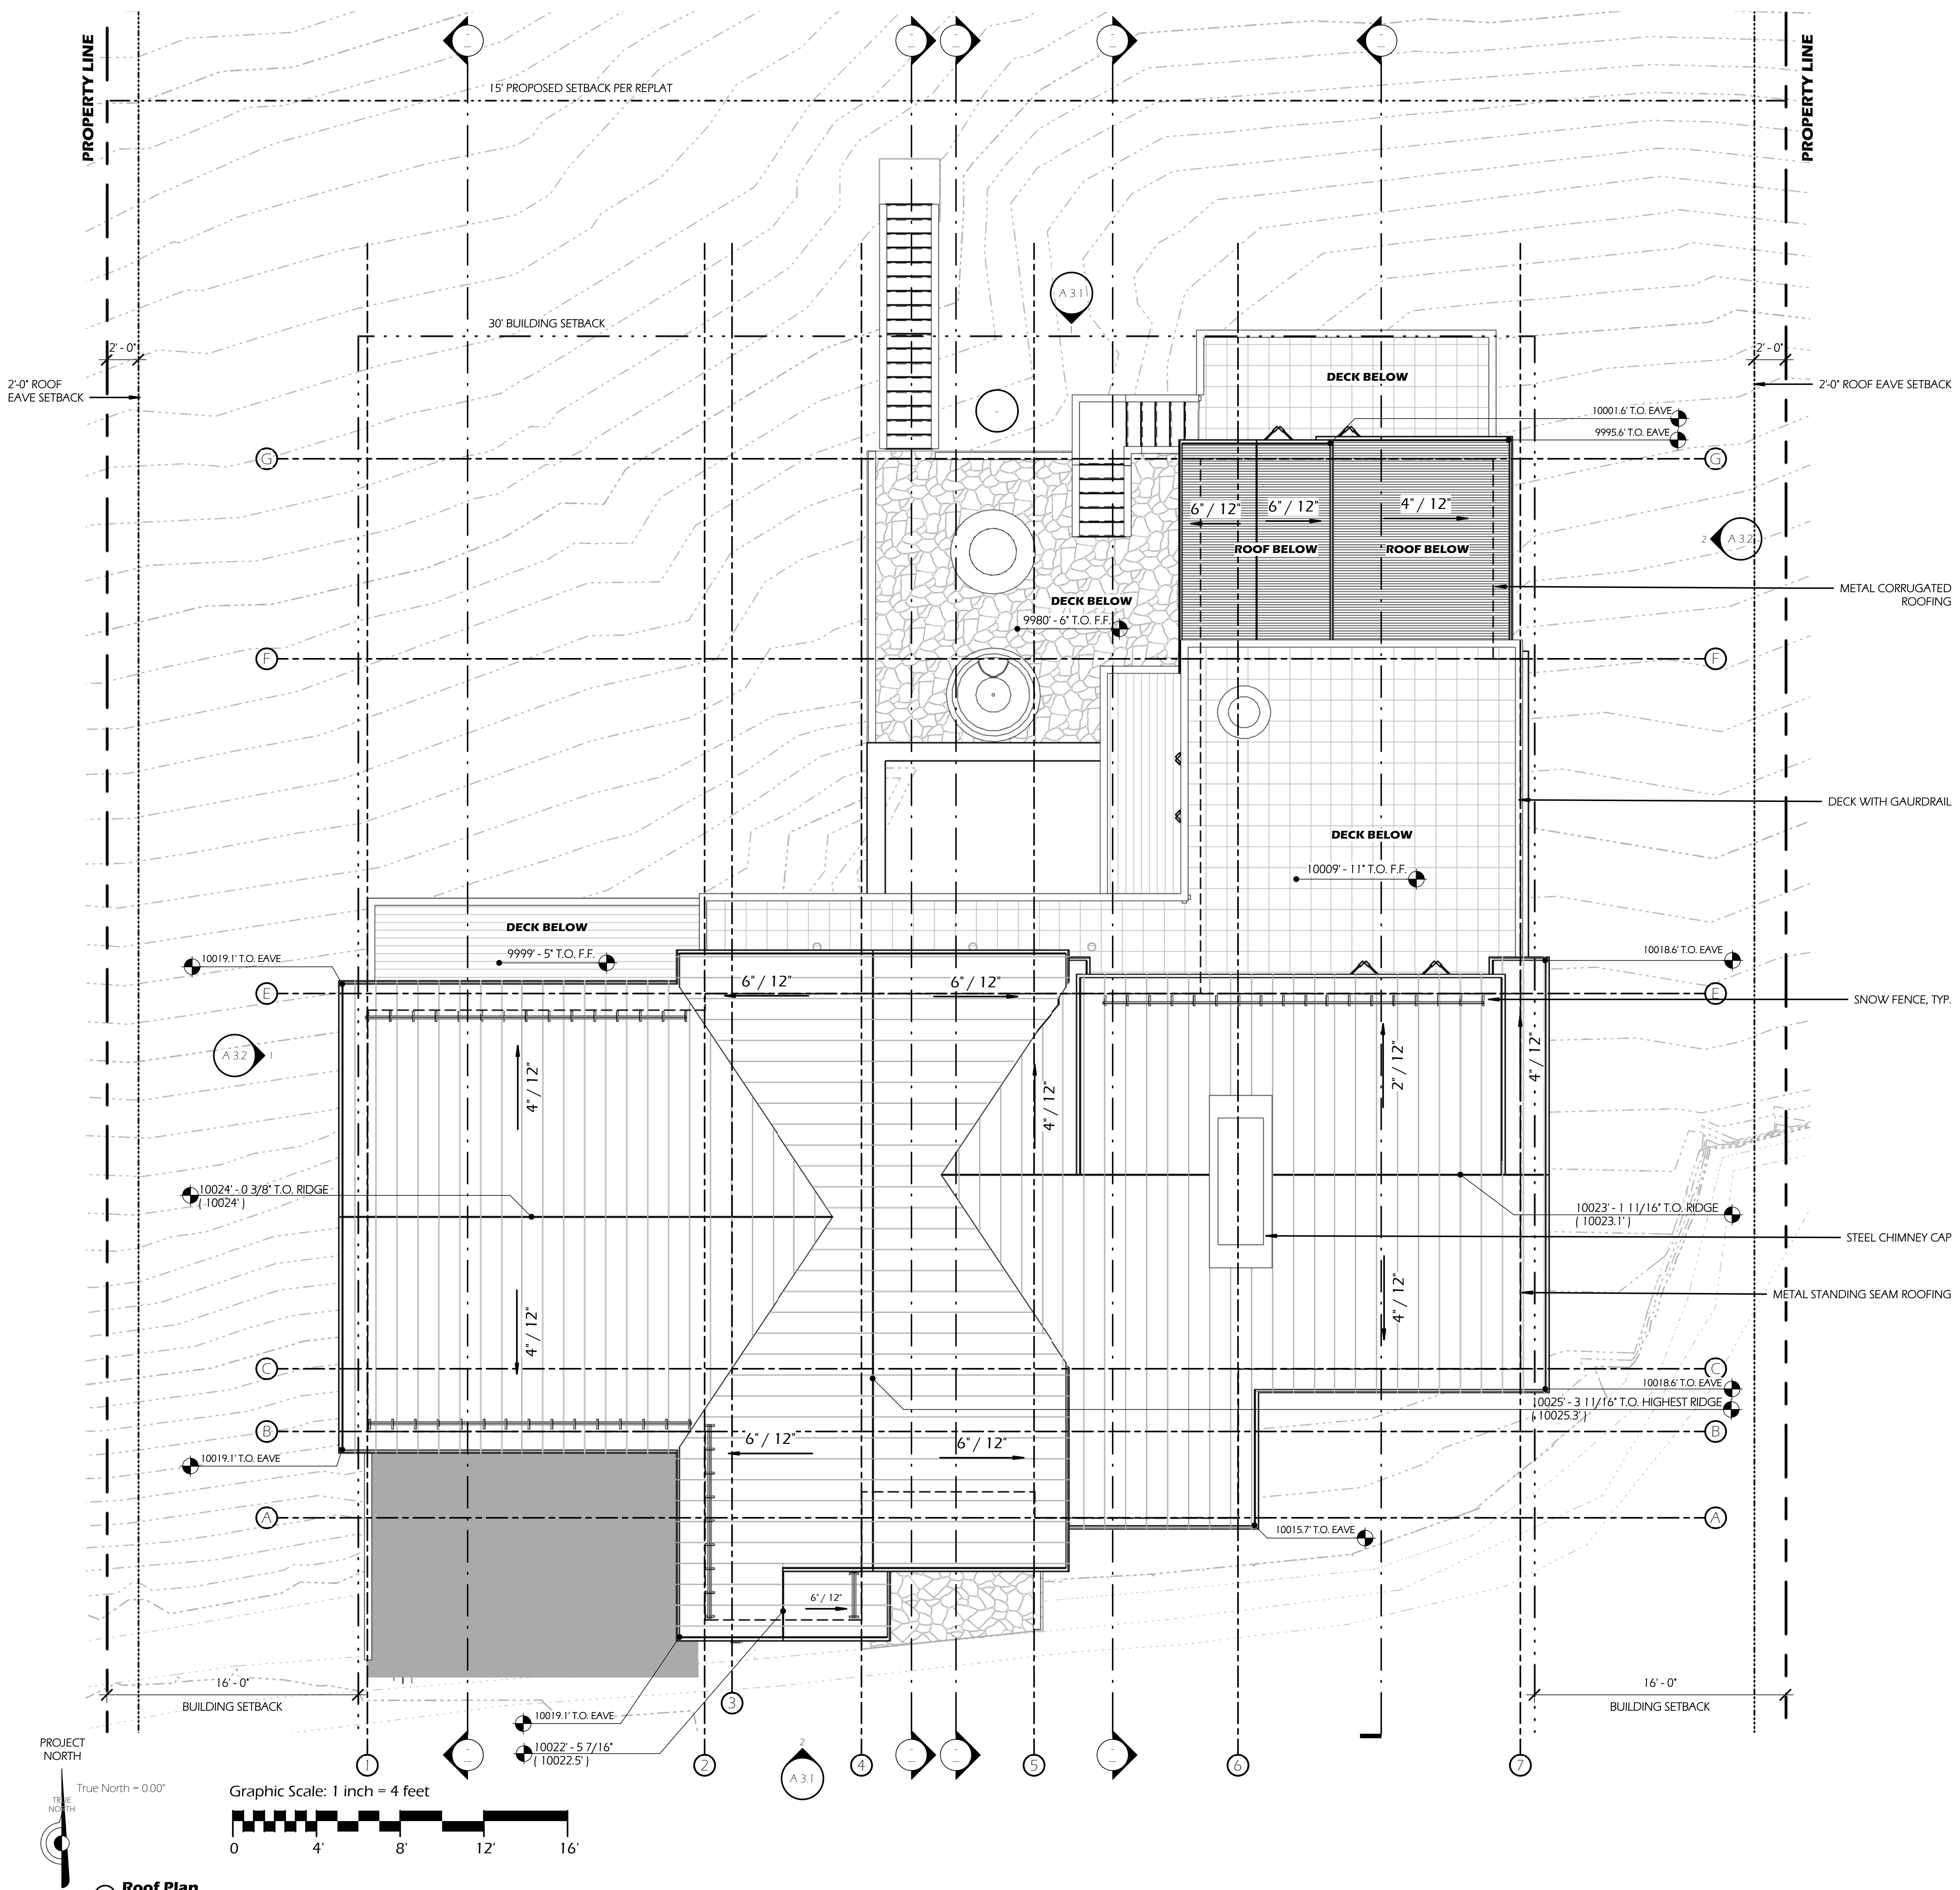 PROPERTY LINE
PROPERTY LINE
15' PROPOSED SETBACK PER REPLAT
A 3.1
30' BUILDING SETBACK
2' - 0"
2' - 0"
2'-0" ROOF
EAVE SETBACK
2'-0" ROOF EAVE SETBACK
DECK BELOW
10001.6' T.O. EAVE
9995.6' T.O. EAVE
G
G
6" / 12"
6" / 12"
4" / 12"
ROOF BELOW
ROOF BELOW
2
A 3.2
METAL CORRUGATED
ROOFING
DECK BELOW
9980' - 6" T.O. F.F.
F
F
DECK WITH GAURDRAIL
DECK BELOW
10009' - 11" T.O. F.F.
DECK BELOW
9999' - 5" T.O. F.F.
10019.1' T.O. EAVE
10018.6' T.O. EAVE
6" / 12"
6" / 12"
E
E
SNOW FENCE, TYP.
A 3.2
1
4" / 12"
4" / 12"
2" / 12"
4" / 12"
10024' - 0 3/8" T.O. RIDGE
( 10024' )
10023' - 1 11/16" T.O. RIDGE
( 10023.1' )
STEEL CHIMNEY CAP
METAL STANDING SEAM ROOFING
4" / 12"
4" / 12"
C
C
10018.6' T.O. EAVE
10025' - 3 11/16" T.O. HIGHEST RIDGE
( 10025.3' )
B
B
6" / 12"
6" / 12"
10019.1' T.O. EAVE
A
A
10015.7' T.O. EAVE
6" / 12"
16' - 0"
BUILDING SETBACK
16' - 0"
BUILDING SETBACK
3
10019.1' T.O. EAVE
10022' - 5 7/16"
( 10022.5' )
1
2
4
5
6
7
2
A 3.1
PROJECT
NORTH
True North = 0.00°
TRUE
NORTH
Graphic Scale: 1 inch = 4 feet
0
4'
8'
12'
16'
Roof Plan